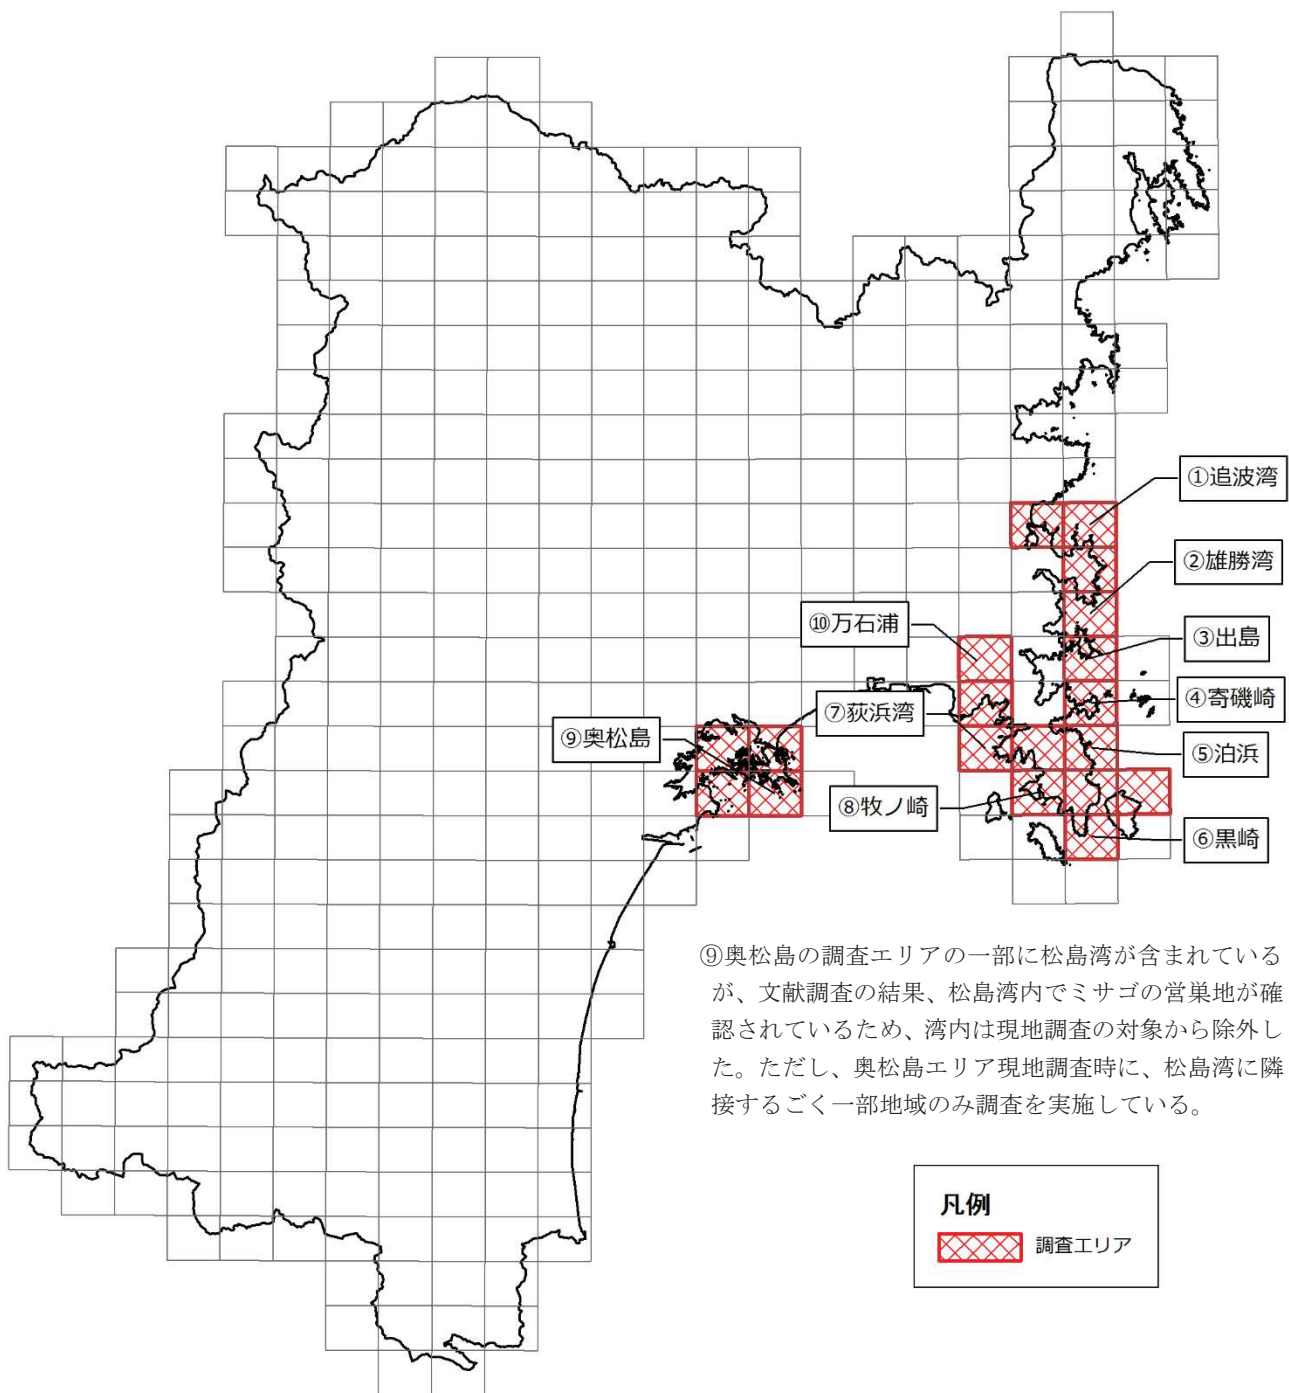 ①追波湾
②雄勝湾
⑩万石浦
③出島
④寄磯崎
⑦荻浜湾
⑨奥松島
⑤泊浜
⑧牧ノ崎
⑥黒崎
⑨奥松島の調査エリアの一部に松島湾が含まれている
が、文献調査の結果、松島湾内でミサゴの営巣地が確
認されているため、湾内は現地調査の対象から除外し
た。ただし、奥松島エリア現地調査時に、松島湾に隣
接するごく一部地域のみ調査を実施している。
凡例
調査エリア